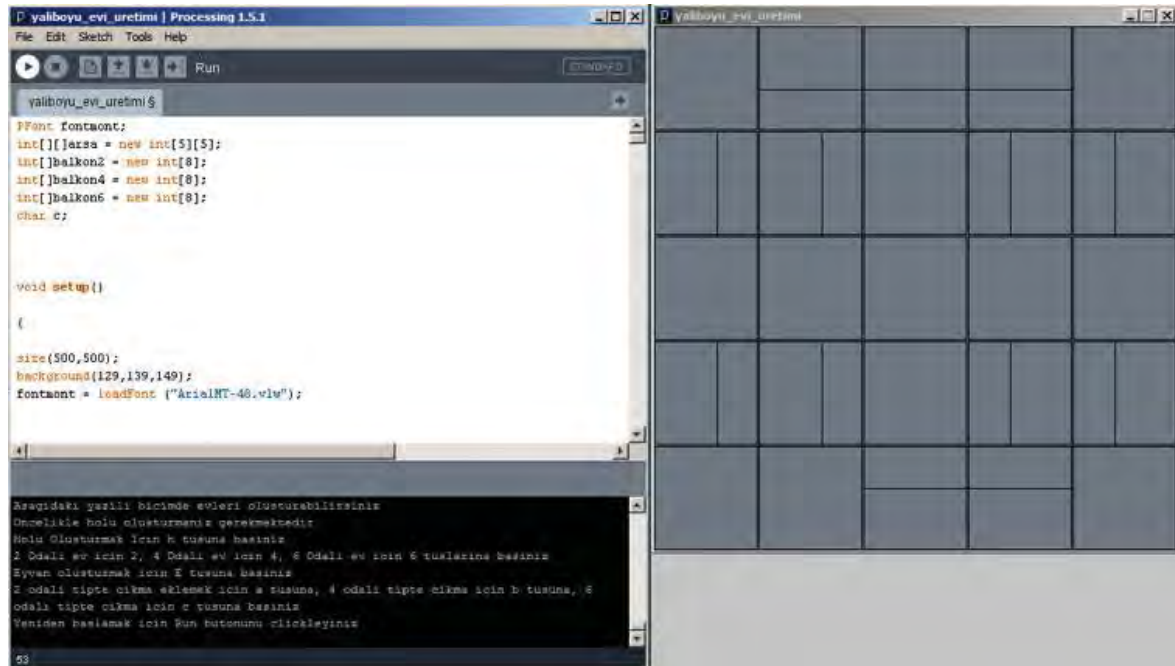 yaliboyu_evi_uretimi | Processing 1.5.1
File Edit Sketch Tools Help
Run
STANDARD
yaliboyu_evi_uretimi §
PFont fontmont;
int[][]arsa = new int[5][5];
int[]balkon2 = new int[8];
int[]balkon4 = new int[8];
int[]balkon6 = new int[8];
char c;
void setup()
{
size(500,500);
background(129,139,149);
fontmont = loadFont ("ArialMT-48.vlw");
Asagidaki yazili bicimde evleri olusturabilirsiniz
Oncelikle holu olusturmaniz gerekmektedir
Holu Olusturmak icin h tusuna basiniz
2 Odali ev icin 2, 4 Odali ev icin 4, 6 Odali ev icin 6 tuslarina basiniz
Eyvan olusturmak icin E tusuna basiniz
2 odali tipte cikma eklemek icin a tusuna, 4 odali tipte cikma icin b tusuna, 6
odali tipte cikma icin c tusuna basiniz
Yeniden baslamak icin Run butonunu clickleyiniz
53
yaliboyu_evi_uretimi